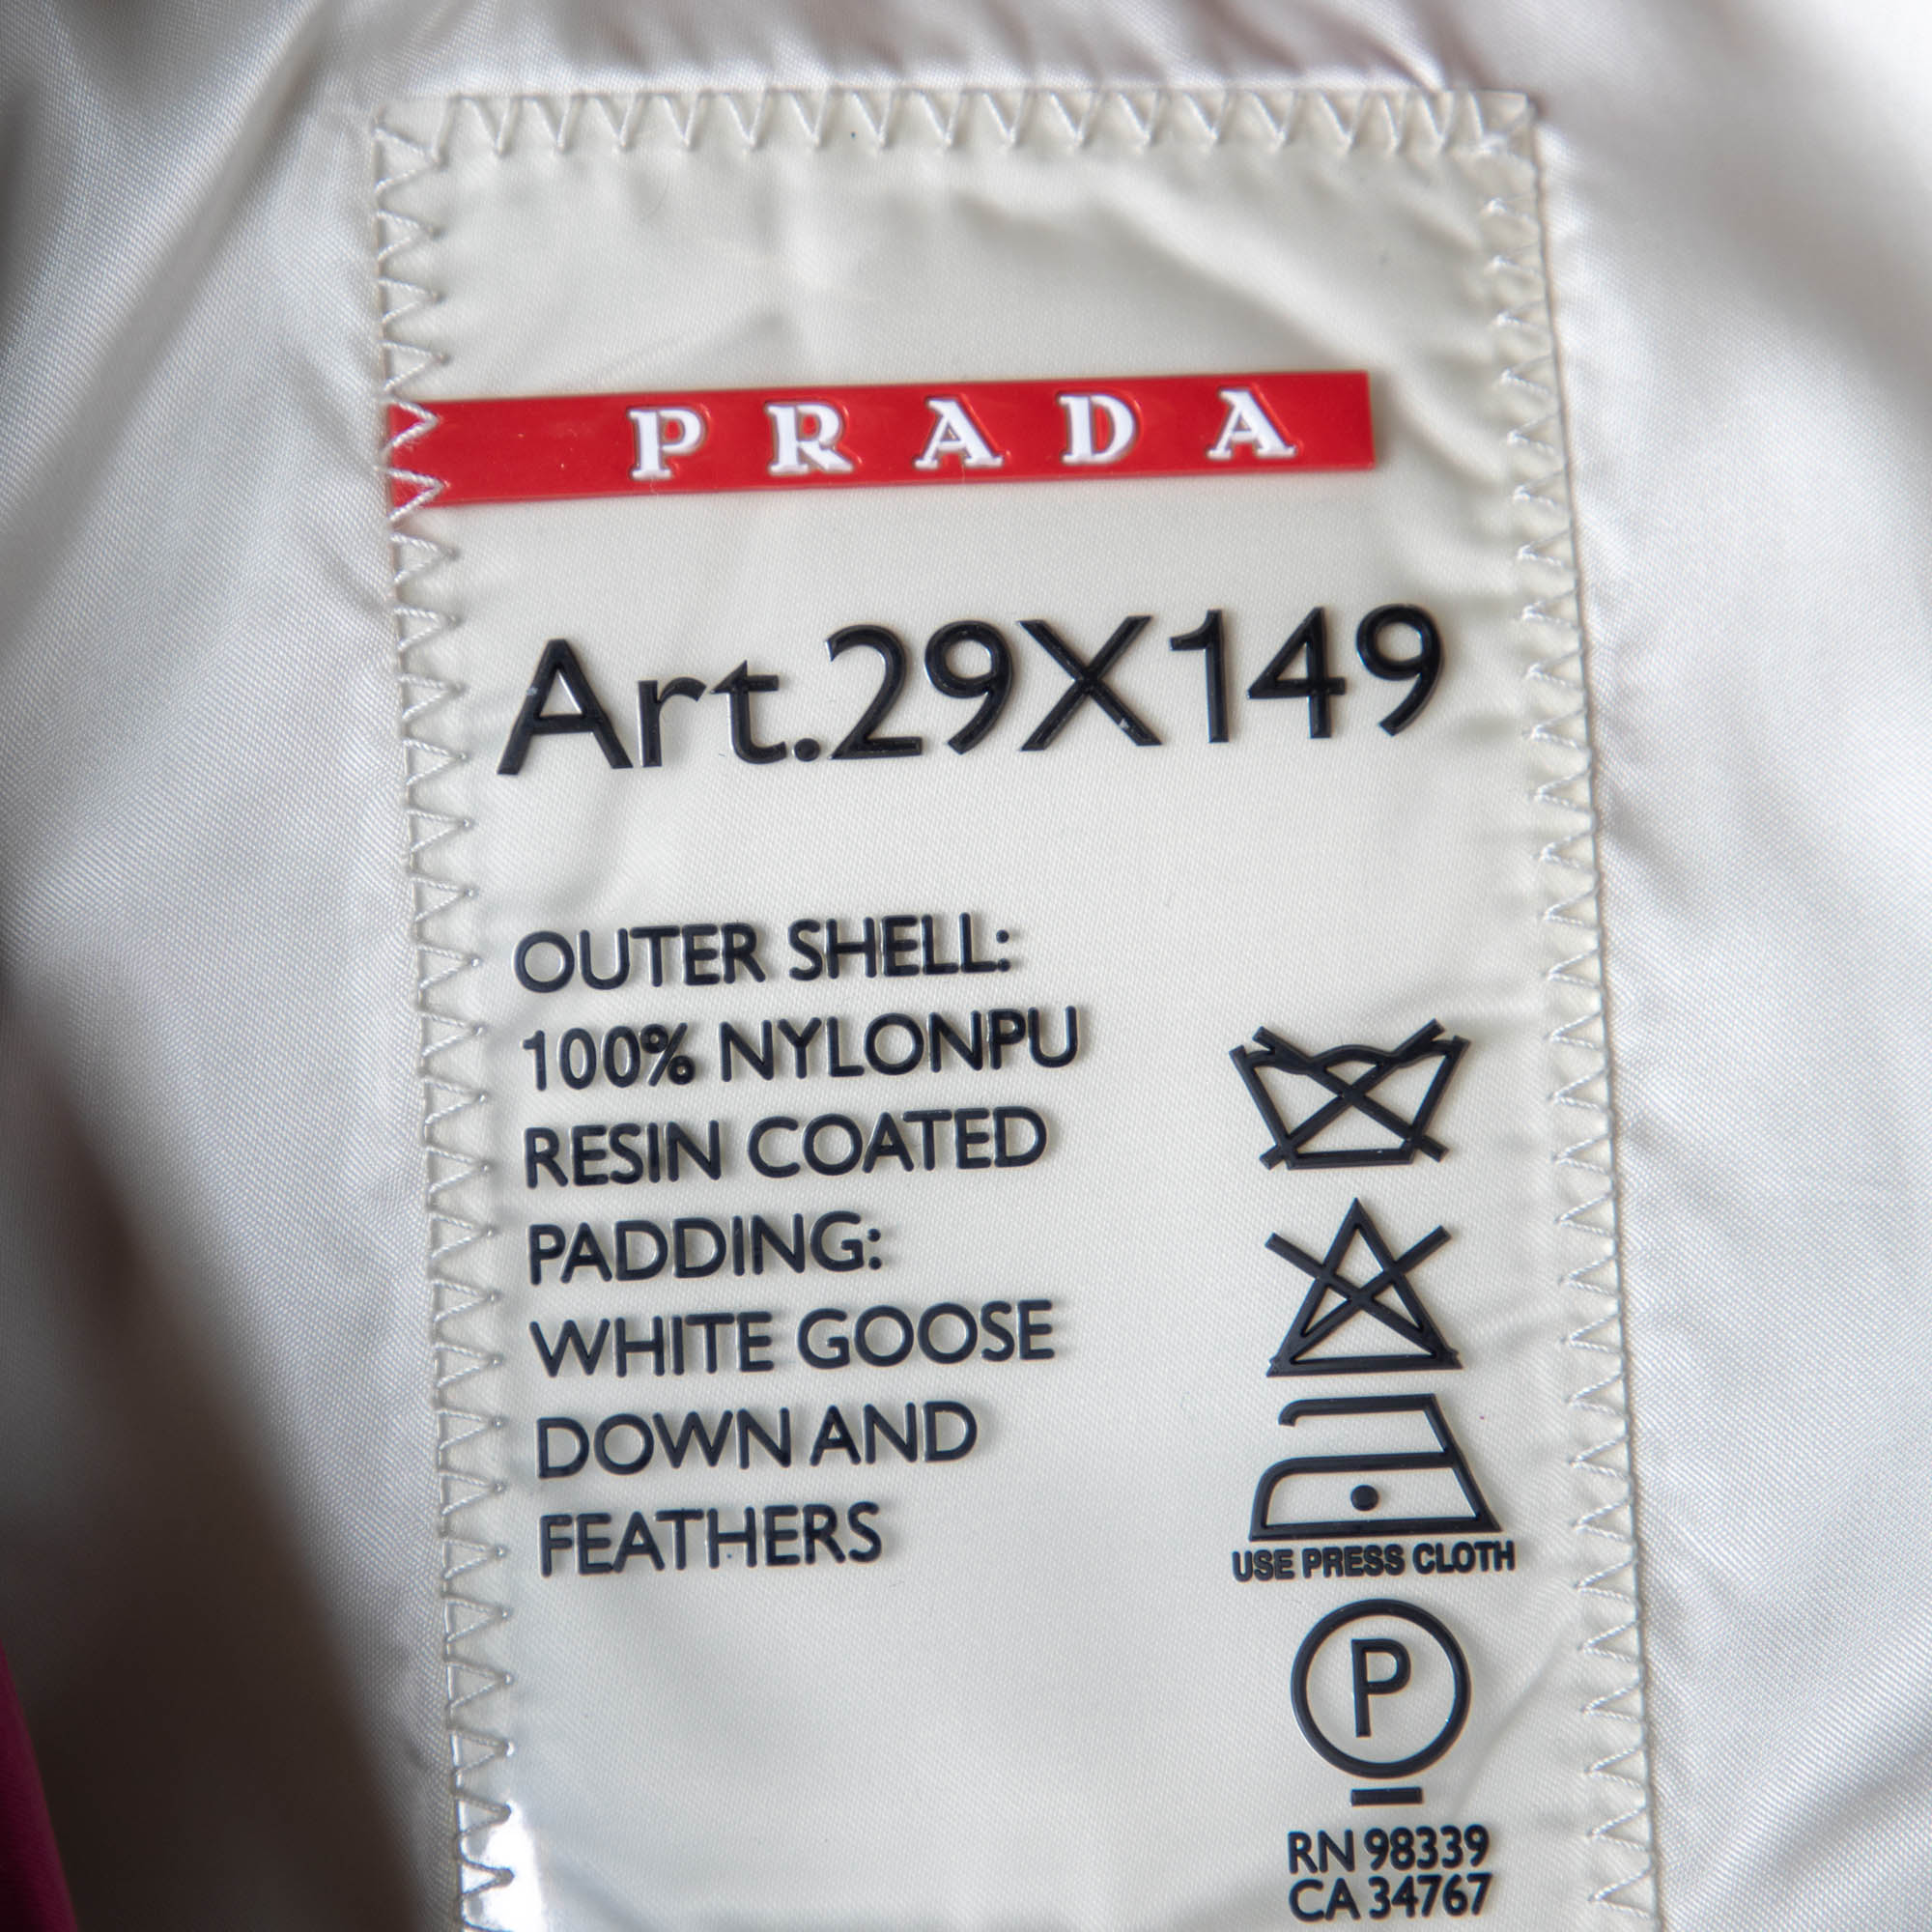 PRADA
Art.29X149
OUTER SHELL:
100% NYLONPU
RESIN COATED
PADDING:
WHITE GOOSE
DOWN AND
FEATHERS
USE PRESS CLOTH
P
RN 98339
CA 34767